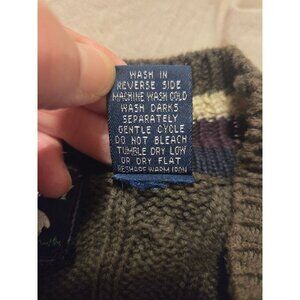 WASH IN
REVERSE SIDE
MACHINE WASH COLD
WASH DARKS
SEPARATELY
GENTLE CYCLE
DO NOT BLEACH
TUMBLE DRY LOW
OR DRY FLAT
RESHAPE WARM IRON